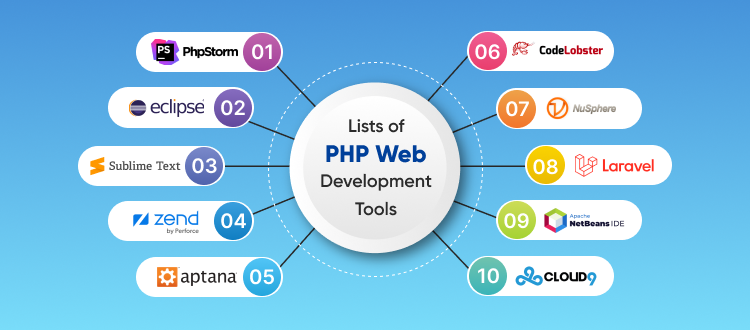 Lists of
PHP Web
Development
Tools
PS
PhpStorm
01
eclipse
02
Sublime Text
03
zend
by Perforce
04
aptana
05
06
CodeLobster
07
NuSphere
08
Laravel
09
Apache
NetBeans IDE
10
CLOUD9